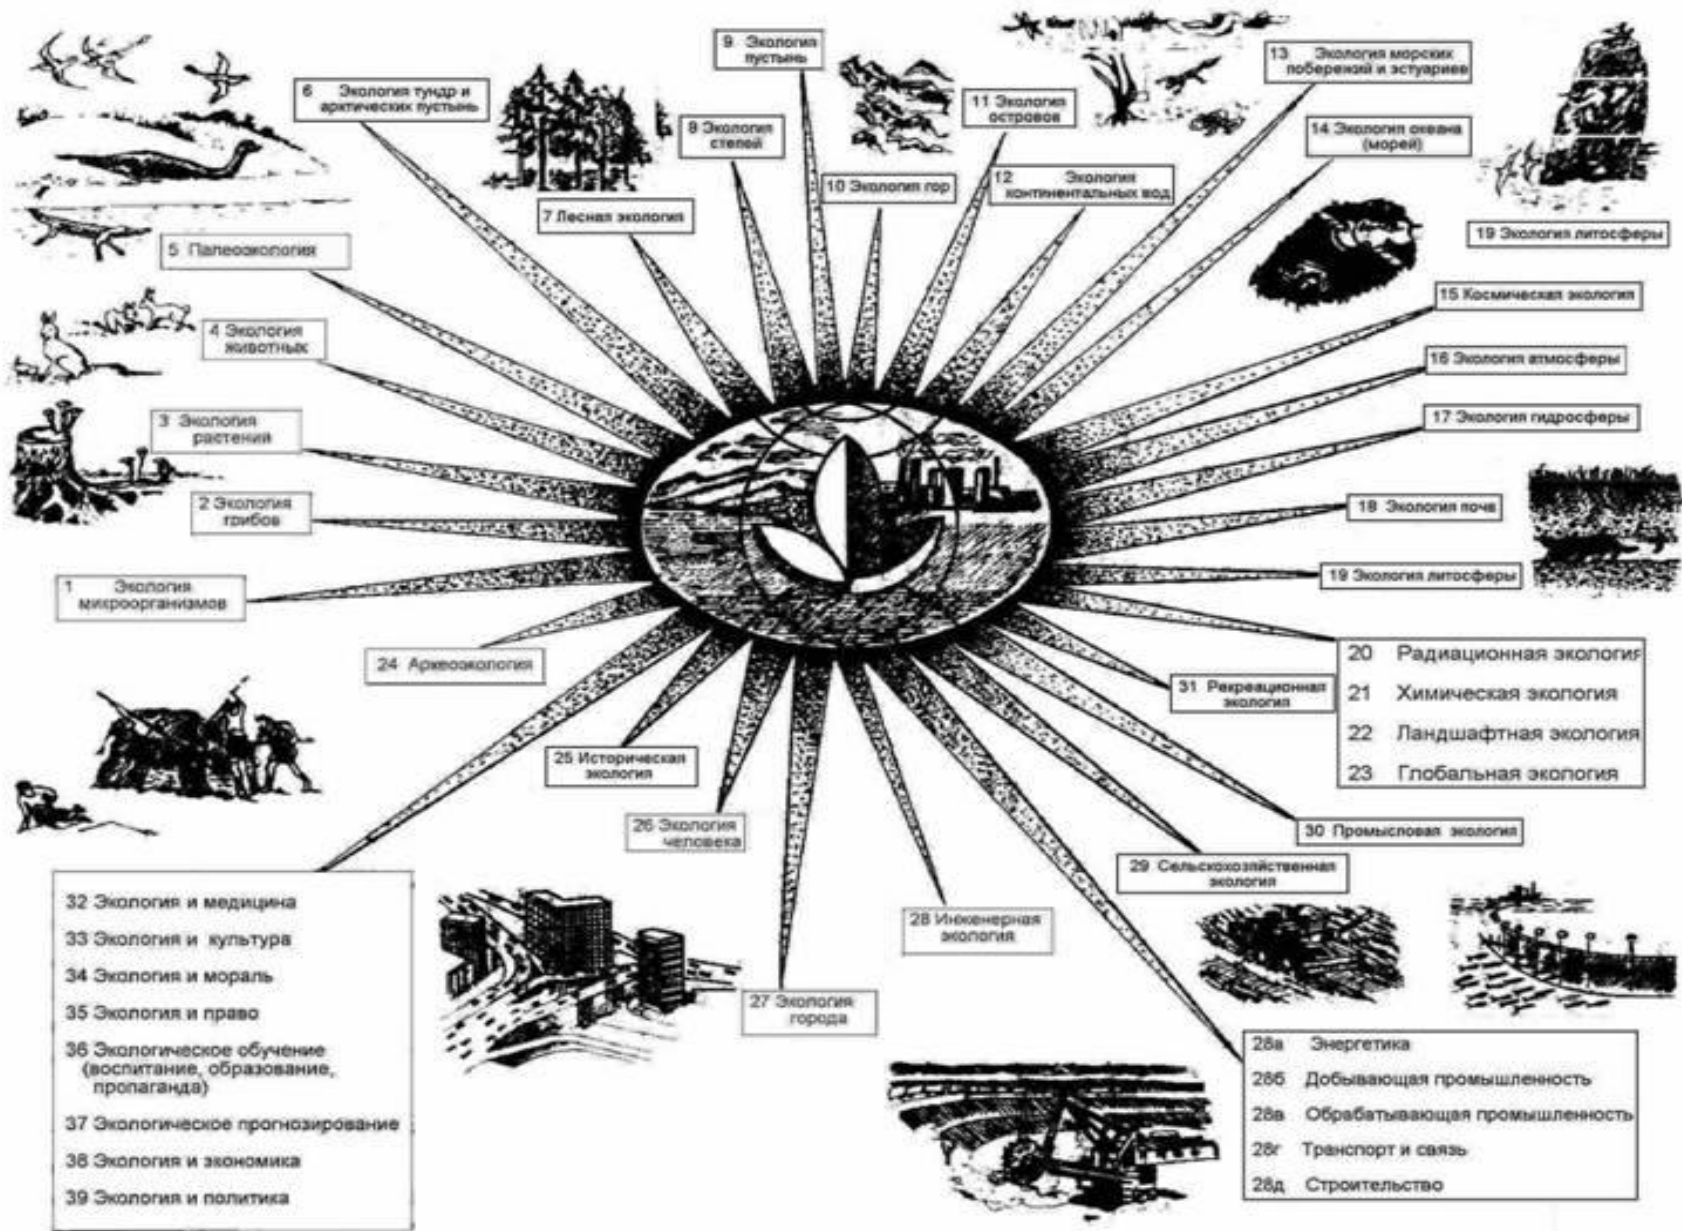 9 Экология
пустынь
13 Экология морских
побережий и эстуариев
6 Экология тундр и
арктических пустынь
11 Экология
островов
8 Экология
степей
14 Экология океана
(морей)
12 Экология
континентальных вод
10 Экология гор
7 Лесная экология
19 Экология литосферы
5 Палеоэкология
15 Космическая экология
4 Экология
животных
16 Экология атмосферы
3 Экология
растений
17 Экология гидросферы
2 Экология
грибов
18 Экология почв
19 Экология литосферы
1 Экология
микроорганизмов
24 Археоэкология
20 Радиационная экология
21 Химическая экология
22 Ландшафтная экология
23 Глобальная экология
31 Рекреационная
экология
25 Историческая
экология
26 Экология
человека
30 Промысловая экология
29 Сельскохозяйственная
экология
28 Инженерная
экология
27 Экология
города
32 Экология и медицина
33 Экология и культура
34 Экология и мораль
35 Экология и право
36 Экологическое обучение
(воспитание, образование,
пропаганда)
37 Экологическое прогнозирование
38 Экология и экономика
39 Экология и политика
28а Энергетика
28б Добывающая промышленность
28в Обрабатывающая промышленность
28г Транспорт и связь
28д Строительство